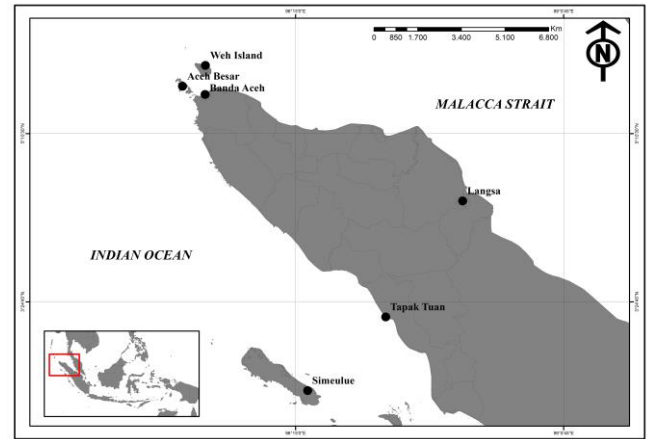 Km
0 850 1.700 3.400 5.100 6.800
N
Weh Island
Aceh Besar
Banda Aceh
MALACCA STRAIT
Langsa
INDIAN OCEAN
Tapak Tuan
Simeulue